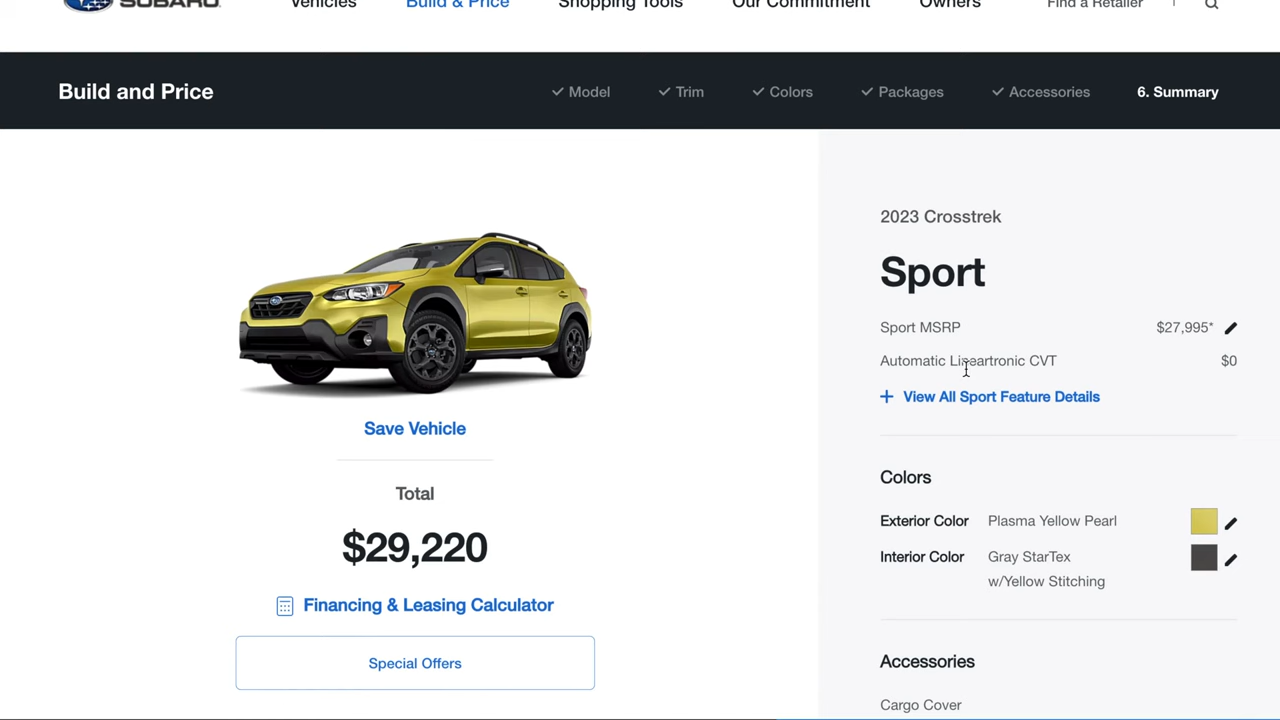 SUBARU
Vehicles
Build & Price
Shopping Tools
Our Commitment
Owners
Find a Retailer
Build and Price
Model
Trim
Colors
Packages
Accessories
6. Summary
2023 Crosstrek
Sport
Sport MSRP $27,995*
Automatic Lineartronic CVT $0
+ View All Sport Feature Details
Colors
Exterior Color Plasma Yellow Pearl
Interior Color Gray StarTex
w/Yellow Stitching
Accessories
Cargo Cover
Save Vehicle
Total
$29,220
Financing & Leasing Calculator
Special Offers